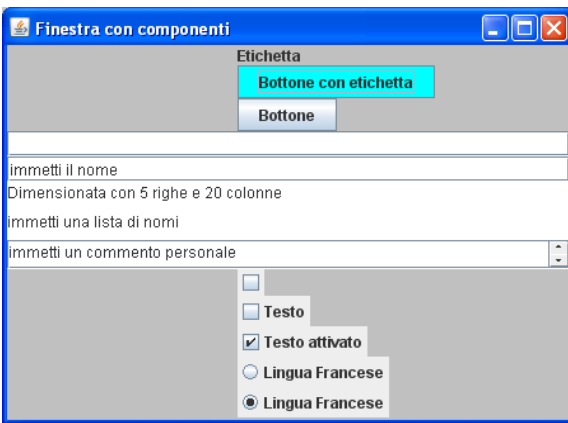 Finestra con componenti
Etichetta
Bottone con etichetta
Bottone
immetti il nome
Dimensionata con 5 righe e 20 colonne
immetti una lista di nomi
immetti un commento personale
Testo
Testo attivato
Lingua Francese
Lingua Francese